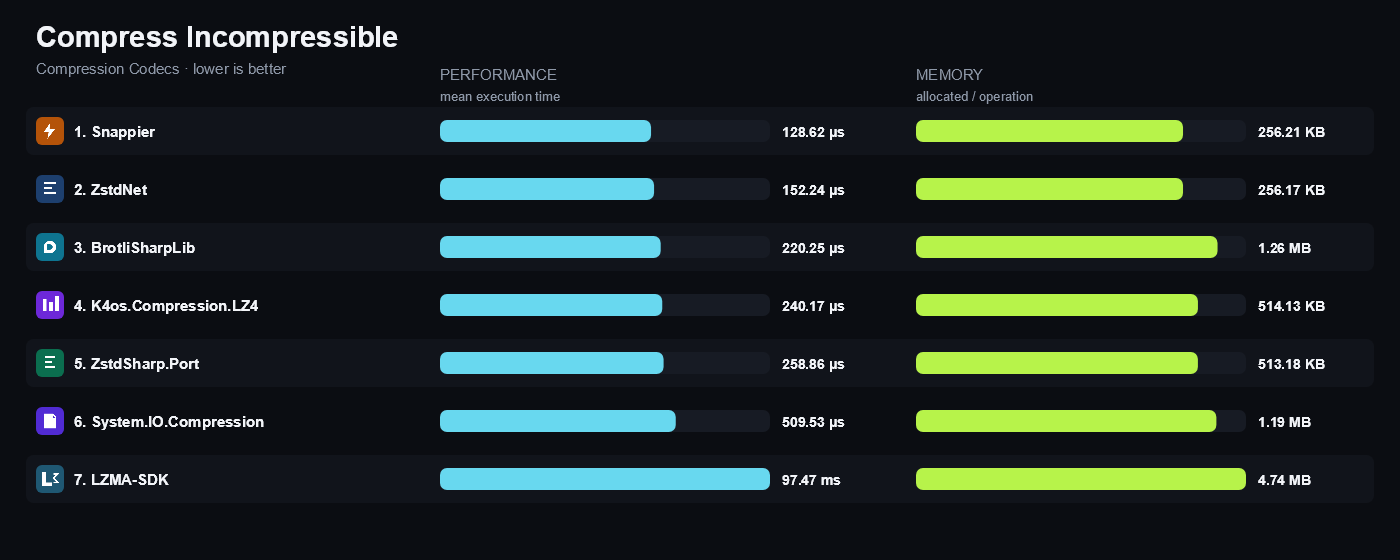 Compress Incompressible
Compression Codecs · lower is better
PERFORMANCE
mean execution time
MEMORY
allocated / operation
1. Snappier 128.62 µs 256.21 KB
2. ZstdNet 152.24 µs 256.17 KB
3. BrotliSharpLib 220.25 µs 1.26 MB
4. K4os.Compression.LZ4 240.17 µs 514.13 KB
5. ZstdSharp.Port 258.86 µs 513.18 KB
6. System.IO.Compression 509.53 µs 1.19 MB
7. LZMA-SDK 97.47 ms 4.74 MB